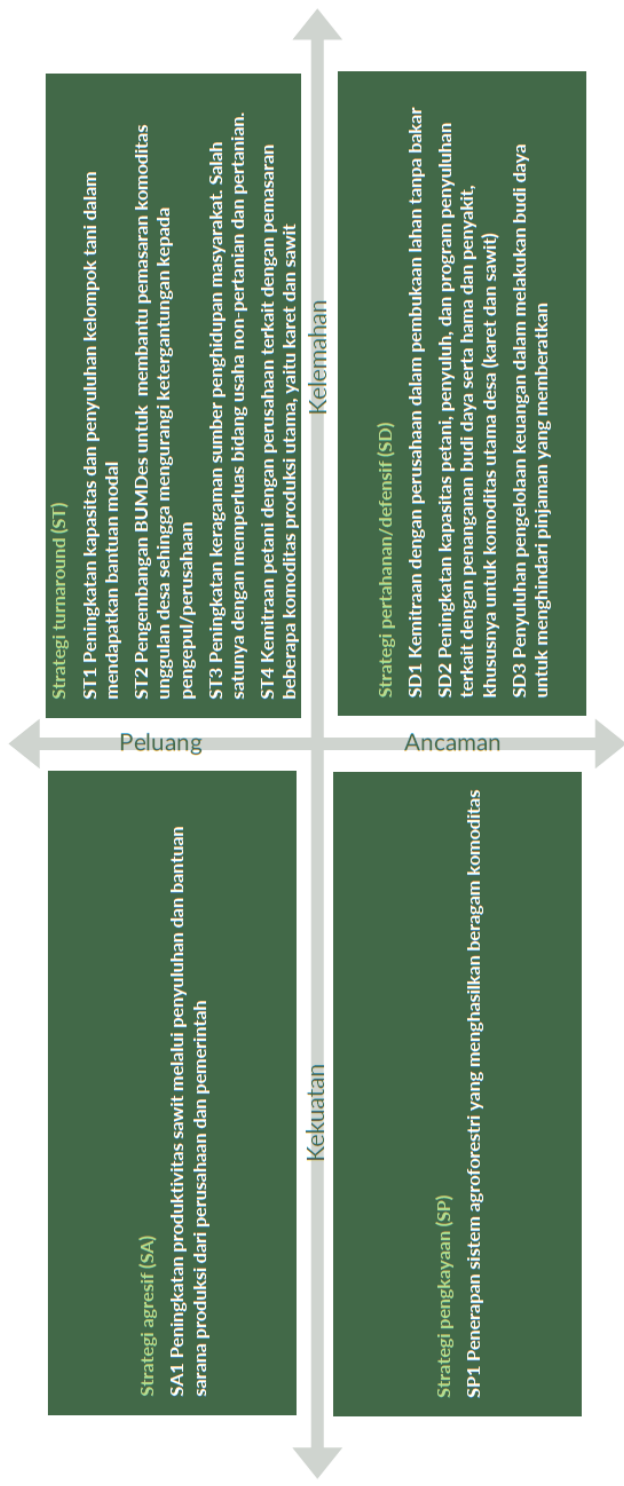 Strategi turnaround (ST)
ST1 Peningkatan kapasitas dan penyuluhan kelompok tani dalam
mendapatkan bantuan modal
ST2 Pengembangan BUMDes untuk membantu pemasaran komoditas
unggulan desa sehingga mengurangi ketergantungan kepada
pengepul/perusahaan
ST3 Peningkatan keragaman sumber penghidupan masyarakat. Salah
satunya dengan memperluas bidang usaha non-pertanian dan pertanian.
ST4 Kemitraan petani dengan perusahaan terkait dengan pemasaran
beberapa komoditas produksi utama, yaitu karet dan sawit
Kelemahan
Strategi pertahanan/defensif (SD)
SD1 Kemitraan dengan perusahaan dalam pembukaan lahan tanpa bakar
SD2 Peningkatan kapasitas petani, penyuluh, dan program penyuluhan
terkait dengan penanganan budi daya serta hama dan penyakit,
khususnya untuk komoditas utama desa (karet dan sawit)
SD3 Penyuluhan pengelolaan keuangan dalam melakukan budi daya
untuk menghindari pinjaman yang memberatkan
Peluang
Ancaman
Strategi agresif (SA)
SA1 Peningkatan produktivitas sawit melalui penyuluhan dan bantuan
sarana produksi dari perusahaan dan pemerintah
Kekuatan
Strategi pengkayaan (SP)
SP1 Penerapan sistem agroforestri yang menghasilkan beragam komoditas